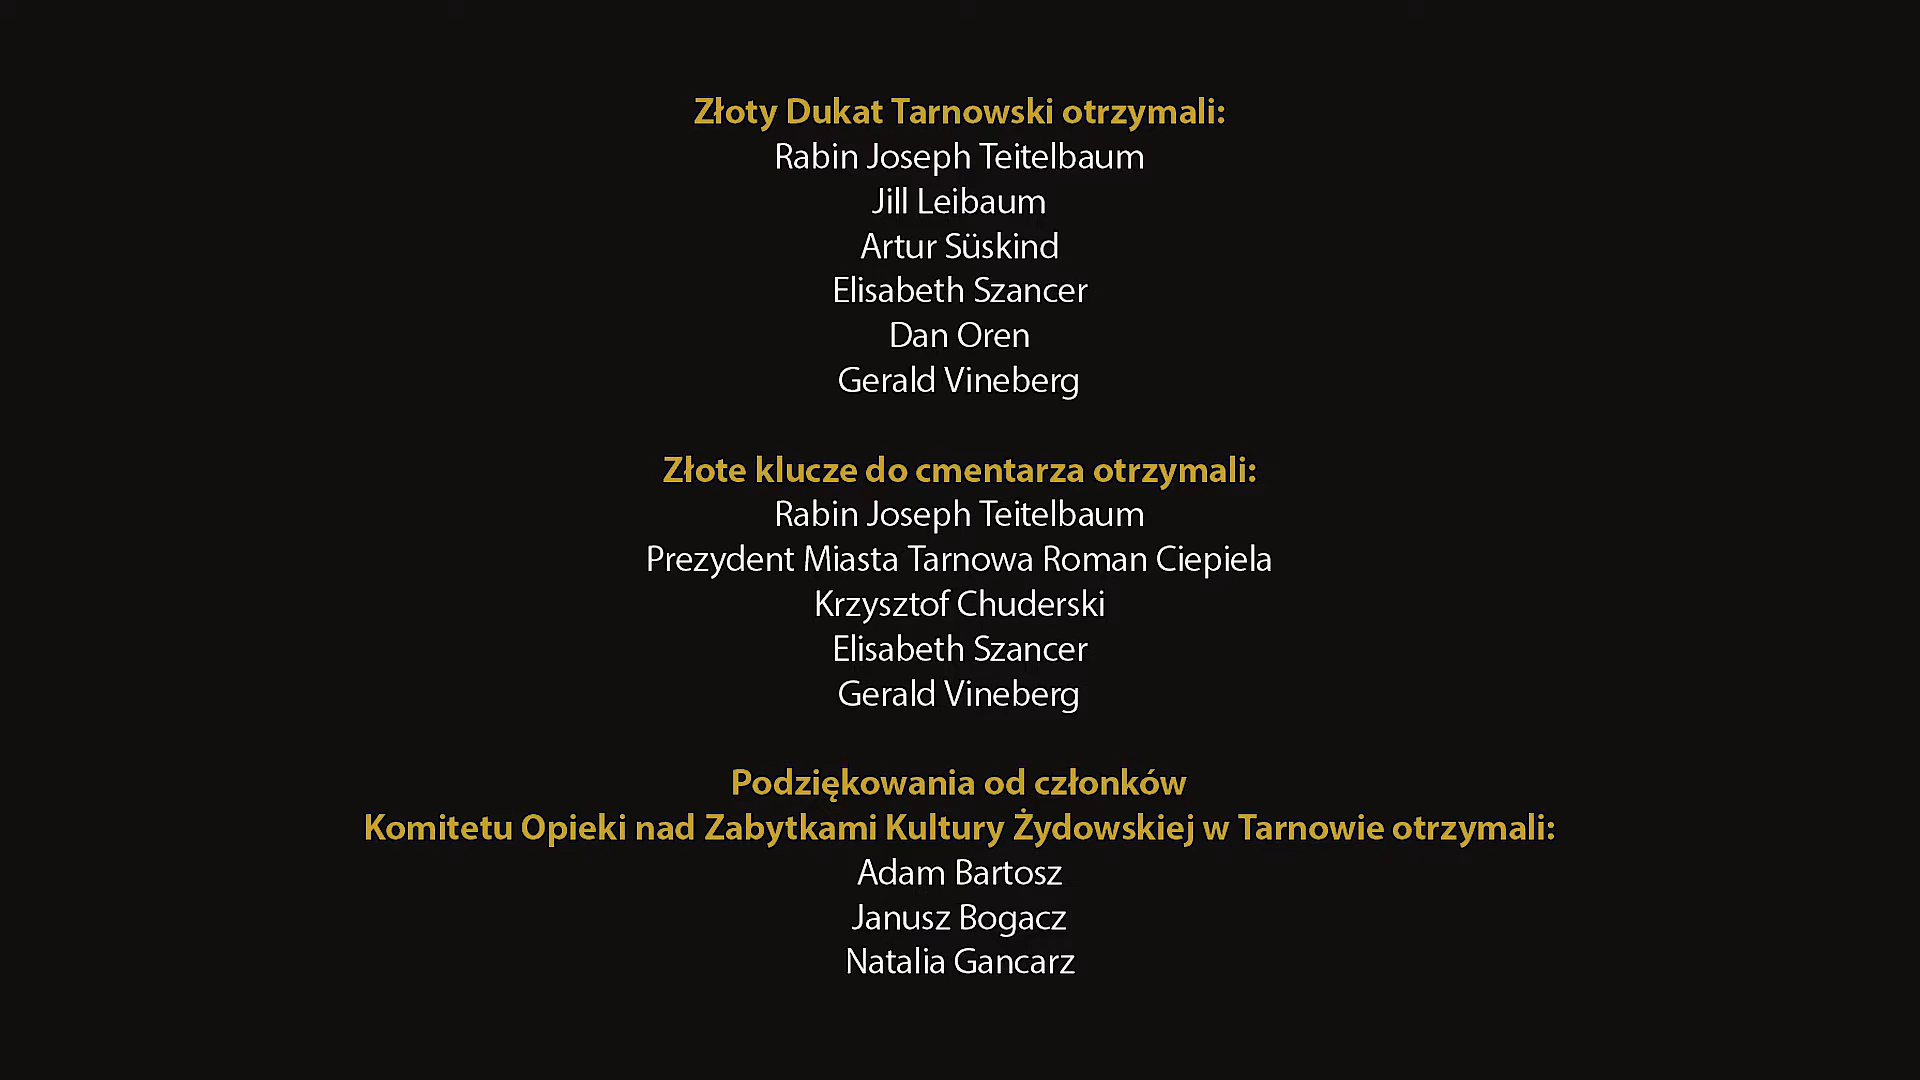 Złoty Dukat Tarnowski otrzymali:
Rabin Joseph Teitelbaum
Jill Leibaum
Artur Süskind
Elisabeth Szancer
Dan Oren
Gerald Vineberg
Złote klucze do cmentarza otrzymali:
Rabin Joseph Teitelbaum
Prezydent Miasta Tarnowa Roman Ciepiela
Krzysztof Chuderski
Elisabeth Szancer
Gerald Vineberg
Podziękowania od członków
Komitetu Opieki nad Zabytkami Kultury Żydowskiej w Tarnowie otrzymali:
Adam Bartosz
Janusz Bogacz
Natalia Gancarz